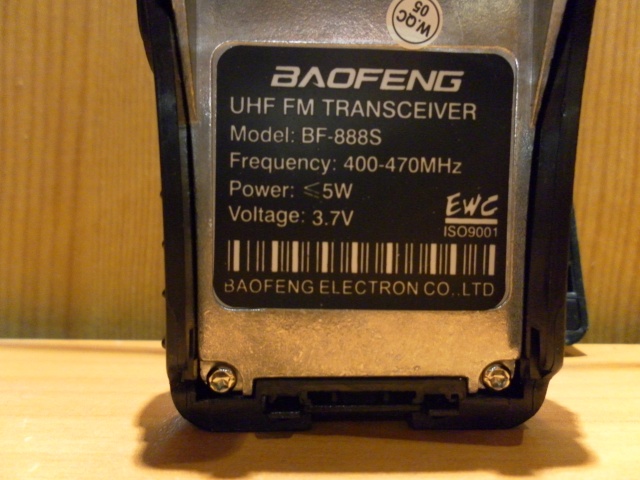 W.QC
05
BAOFENG
UHF FM TRANSCEIVER
Model: BF-888S
Frequency: 400-470MHz
Power: ≤5W
Voltage: 3.7V
EWC
ISO9001
BAOFENG ELECTRON CO..LTD